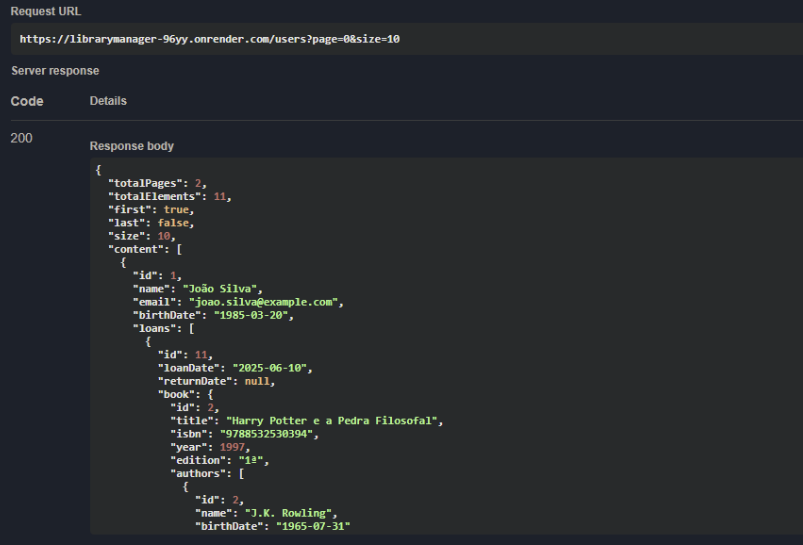 Request URL
https://librarymanager-96yy.onrender.com/users?page=0&size=10
Server response
Code Details
200
Response body
{
  "totalPages": 2,
  "totalElements": 11,
  "first": true,
  "last": false,
  "size": 10,
  "content": [
    {
      "id": 1,
      "name": "João Silva",
      "email": "joao.silva@example.com",
      "birthDate": "1985-03-20",
      "loans": [
        {
          "id": 11,
          "loanDate": "2025-06-10",
          "returnDate": null,
          "book": {
            "id": 2,
            "title": "Harry Potter e a Pedra Filosofal",
            "isbn": "9788532530394",
            "year": 1997,
            "edition": "1ª",
            "authors": [
              {
                "id": 2,
                "name": "J.K. Rowling",
                "birthDate": "1965-07-31"